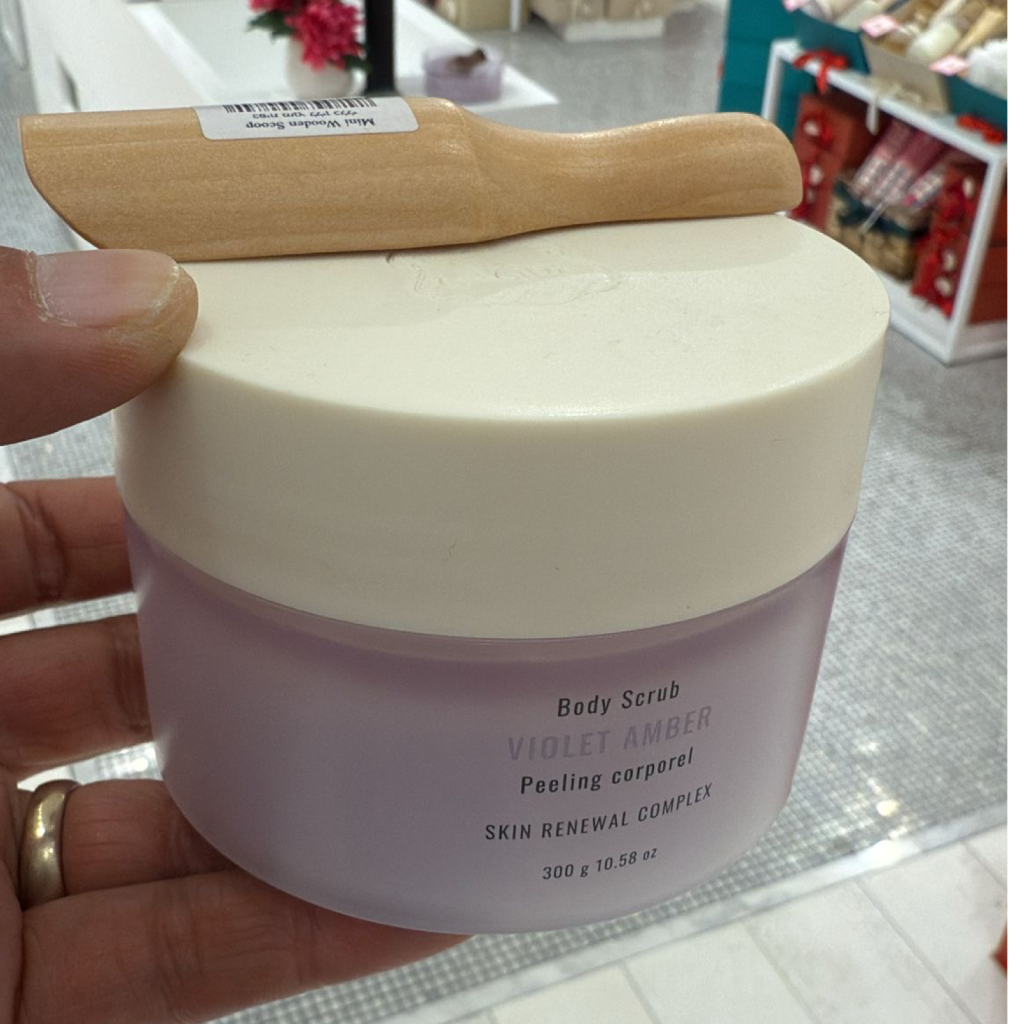 Mini Wooden Scoop
Body Scrub
VIOLET AMBER
Peeling corporel
SKIN RENEWAL COMPLEX
300 g 10.58 oz